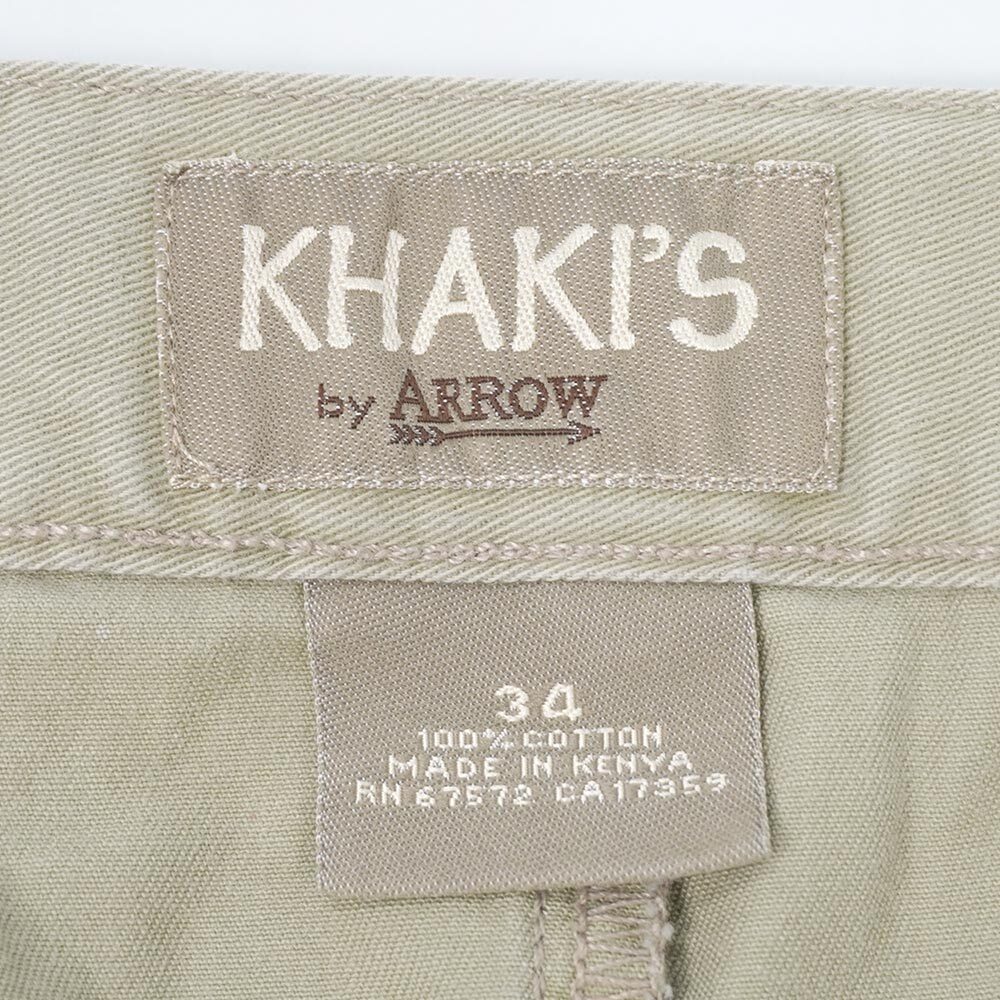 KHAKI'S
by ARROW
34
100% COTTON
MADE IN KENYA
RN 67572 CA17359